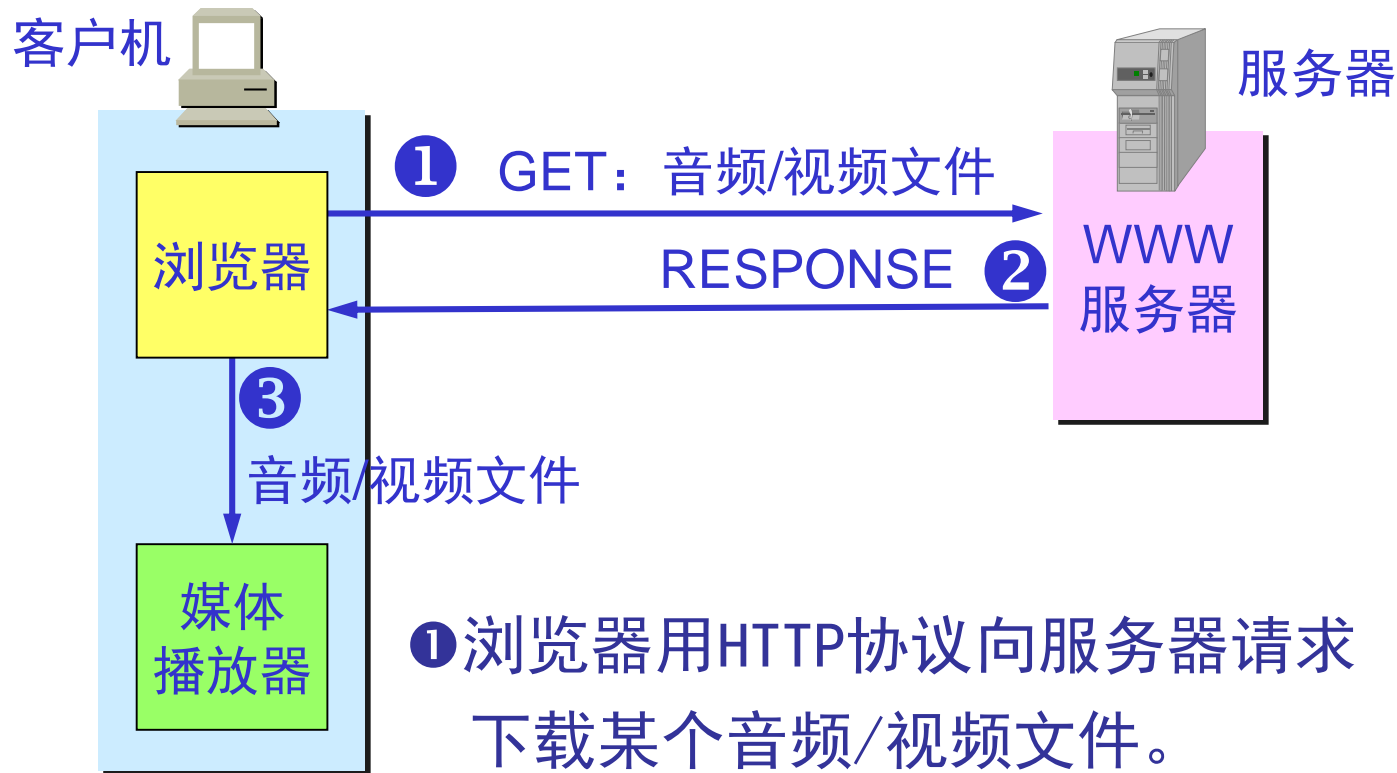 客户机
服务器
❶ GET：音频/视频文件
RESPONSE ❷
浏览器
WWW
服务器
❸
音频/视频文件
媒体
播放器
❶浏览器用HTTP协议向服务器请求
下载某个音频/视频文件。